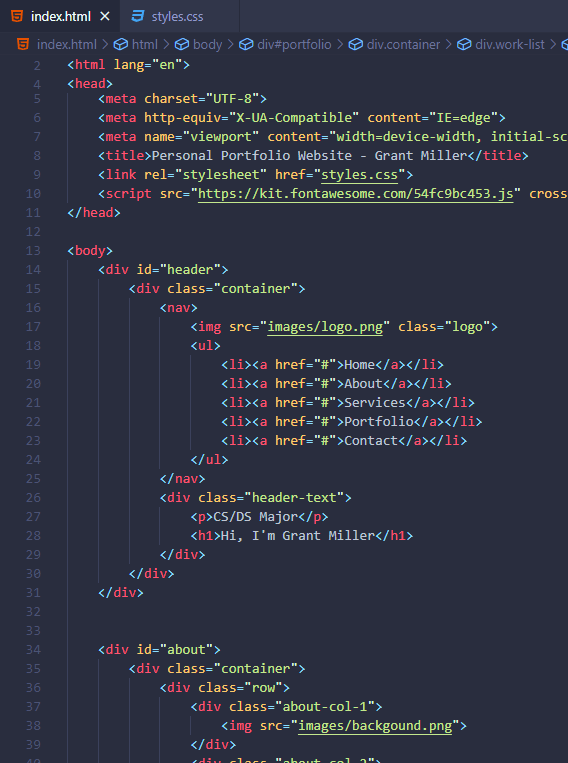 index.html × styles.css
index.html > html > body > div#portfolio > div.container > div.work-list >
2 <html lang="en">
4 <head>
5 <meta charset="UTF-8">
6 <meta http-equiv="X-UA-Compatible" content="IE=edge">
7 <meta name="viewport" content="width=device-width, initial-sc
8 <title>Personal Portfolio Website - Grant Miller</title>
9 <link rel="stylesheet" href="styles.css">
10 <script src="https://kit.fontawesome.com/54fc9bc453.js" cross
11 </head>
12
13 <body>
14 <div id="header">
15 <div class="container">
16 <nav>
17 <img src="images/logo.png" class="logo">
18 <ul>
19 <li><a href="#">Home</a></li>
20 <li><a href="#">About</a></li>
21 <li><a href="#">Services</a></li>
22 <li><a href="#">Portfolio</a></li>
23 <li><a href="#">Contact</a></li>
24 </ul>
25 </nav>
26 <div class="header-text">
27 <p>CS/DS Major</p>
28 <h1>Hi, I'm Grant Miller</h1>
29 </div>
30 </div>
31 </div>
32
33
34 <div id="about">
35 <div class="container">
36 <div class="row">
37 <div class="about-col-1">
38 <img src="images/backgound.png">
39 </div>
40 <div class="about-col-2">